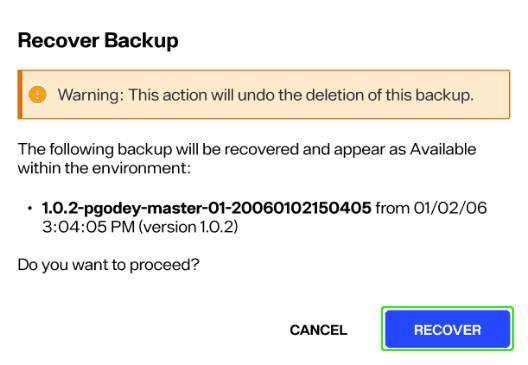 Recover Backup
Warning: This action will undo the deletion of this backup.
The following backup will be recovered and appear as Available
within the environment:
• 1.0.2-pgodey-master-01-20060102150405 from 01/02/06
3:04:05 PM (version 1.0.2)
Do you want to proceed?
CANCEL RECOVER